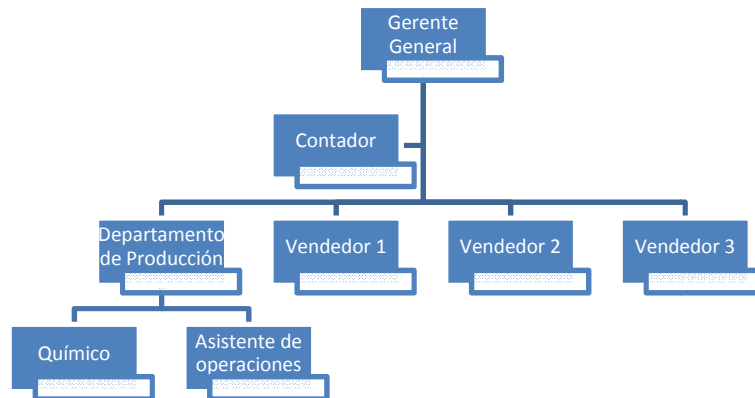 Gerente
General
Contador
Departamento
de Producción
Vendedor 1
Vendedor 2
Vendedor 3
Químico
Asistente de
operaciones